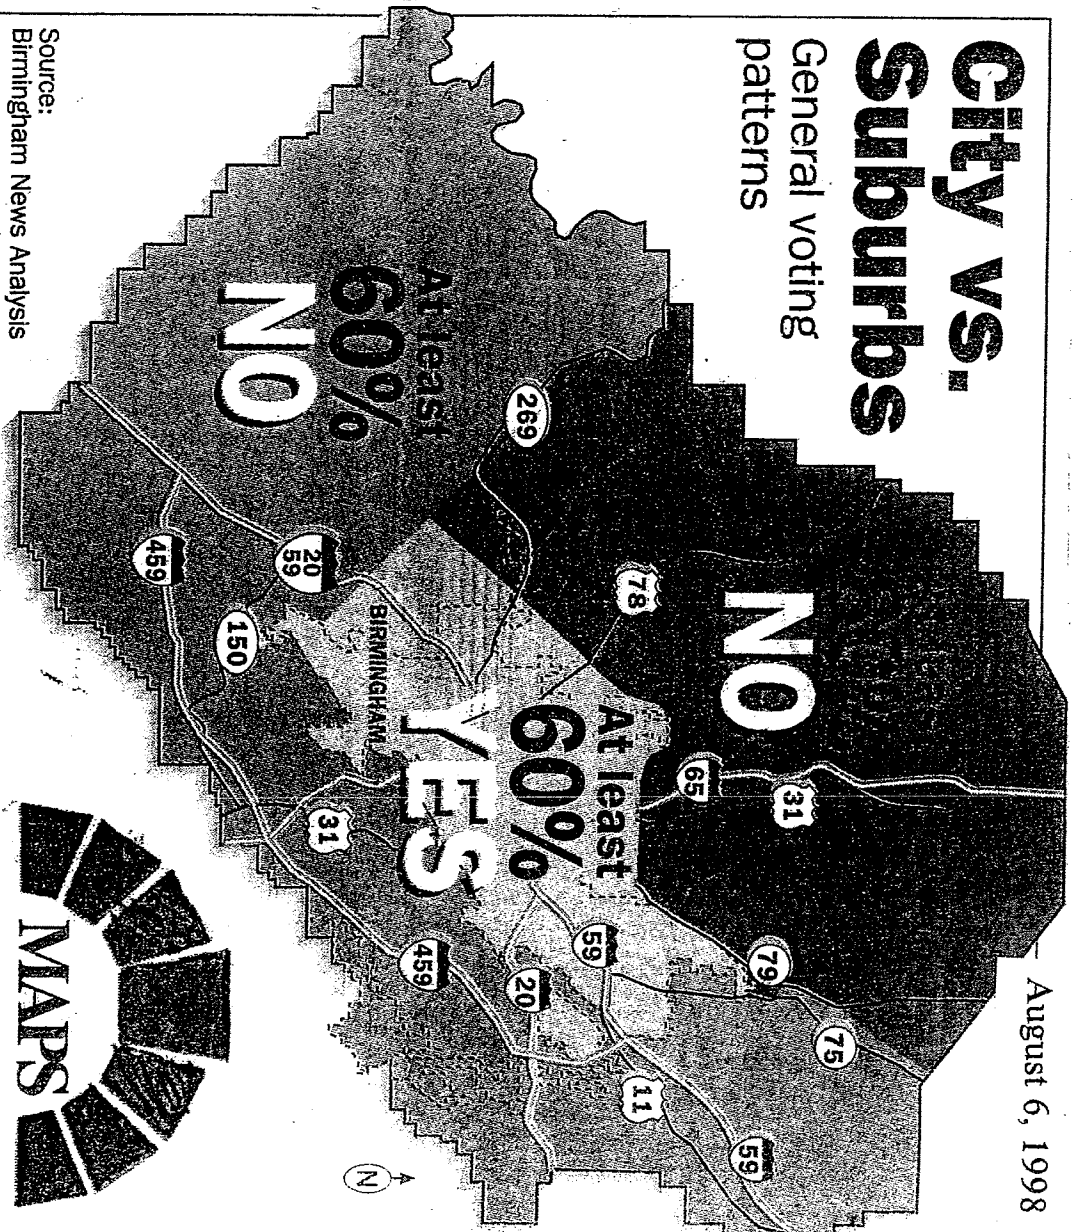 City vs.
Suburbs
General voting
patterns
August 6, 1998
NO
At least
60%
NO
At least
60%
YES
BIRMINGHAM
269
78
65
31
79
75
59
20
11
59
459
31
150
20
59
459
N
MAPS
Source:
Birmingham News Analysis